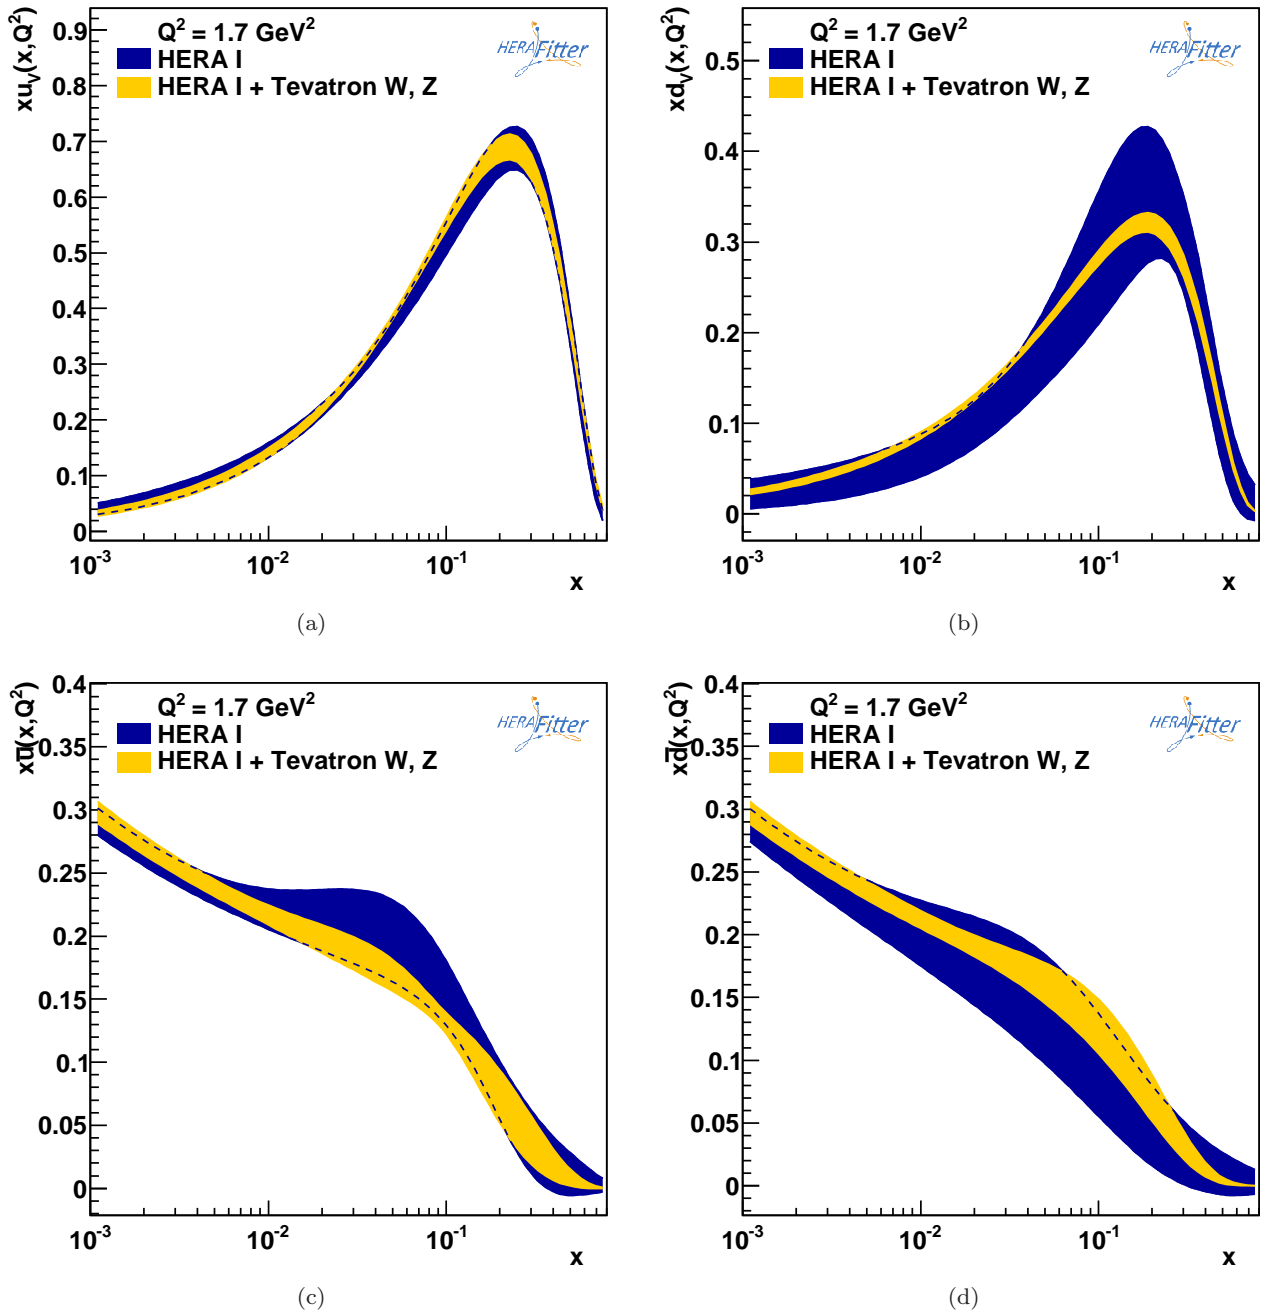 xu_V(x,Q²)
Q² = 1.7 GeV²
HERA I
HERA I + Tevatron W, Z
HERAFitter
0.9
0.8
0.7
0.6
0.5
0.4
0.3
0.2
0.1
0
10⁻³ 10⁻² 10⁻¹
x
(a)
xd_V(x,Q²)
Q² = 1.7 GeV²
HERA I
HERA I + Tevatron W, Z
HERAFitter
0.5
0.4
0.3
0.2
0.1
0
10⁻³ 10⁻² 10⁻¹
x
(b)
xu̅(x,Q²)
Q² = 1.7 GeV²
HERA I
HERA I + Tevatron W, Z
HERAFitter
0.4
0.35
0.3
0.25
0.2
0.15
0.1
0.05
0
10⁻³ 10⁻² 10⁻¹
x
(c)
xd̅(x,Q²)
Q² = 1.7 GeV²
HERA I
HERA I + Tevatron W, Z
HERAFitter
0.4
0.35
0.3
0.25
0.2
0.15
0.1
0.05
0
10⁻³ 10⁻² 10⁻¹
x
(d)